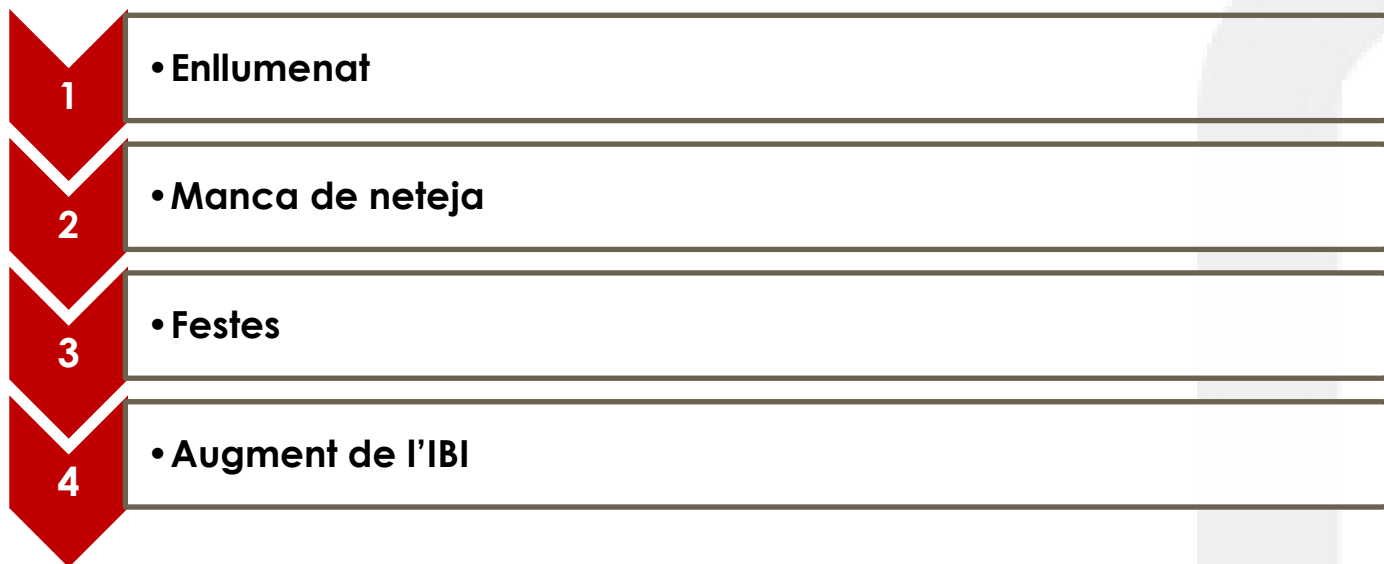 1
• Enllumenat
2
• Manca de neteja
3
• Festes
4
• Augment de l’IBI